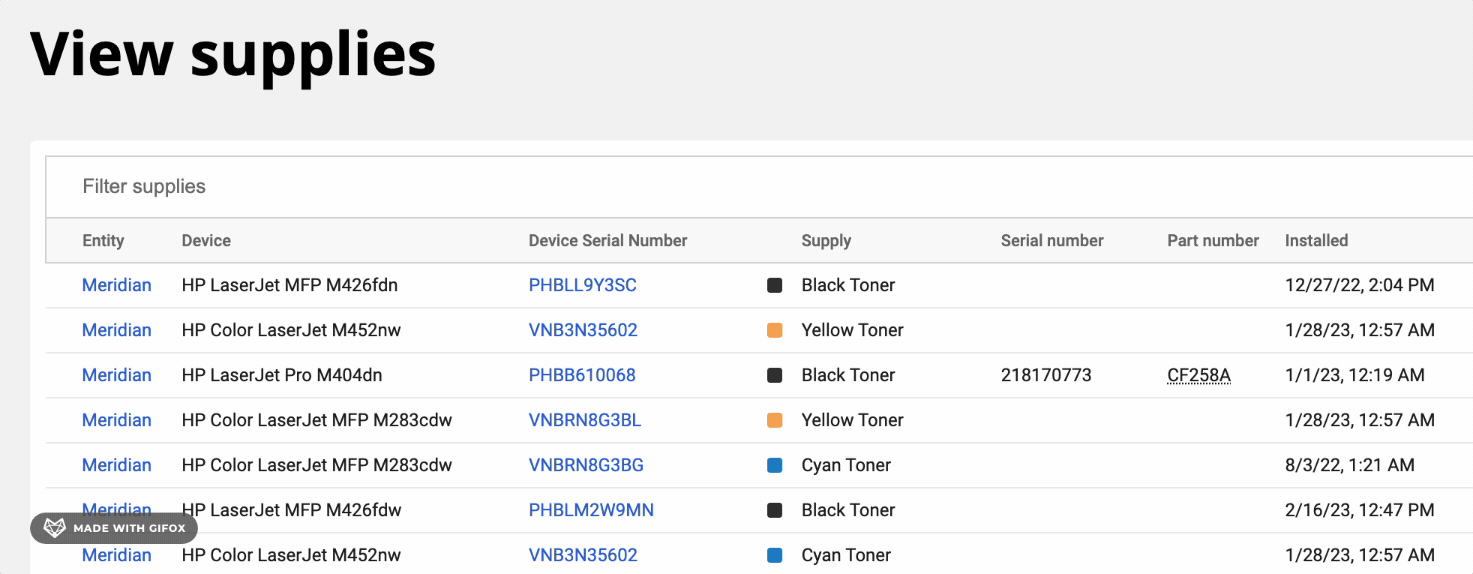 View supplies
Filter supplies
Entity Device Device Serial Number Supply Serial number Part number Installed
Meridian HP LaserJet MFP M426fdn PHBLL9Y3SC Black Toner 12/27/22, 2:04 PM
Meridian HP Color LaserJet M452nw VNB3N35602 Yellow Toner 1/28/23, 12:57 AM
Meridian HP LaserJet Pro M404dn PHBB610068 Black Toner 218170773 CF258A 1/1/23, 12:19 AM
Meridian HP Color LaserJet MFP M283cdw VNBRN8G3BL Yellow Toner 1/28/23, 12:57 AM
Meridian HP Color LaserJet MFP M283cdw VNBRN8G3BG Cyan Toner 8/3/22, 1:21 AM
Meridian HP LaserJet MFP M426fdw PHBLM2W9MN Black Toner 2/16/23, 12:47 PM
MADE WITH GIFOX
Meridian HP Color LaserJet M452nw VNB3N35602 Cyan Toner 1/28/23, 12:57 AM